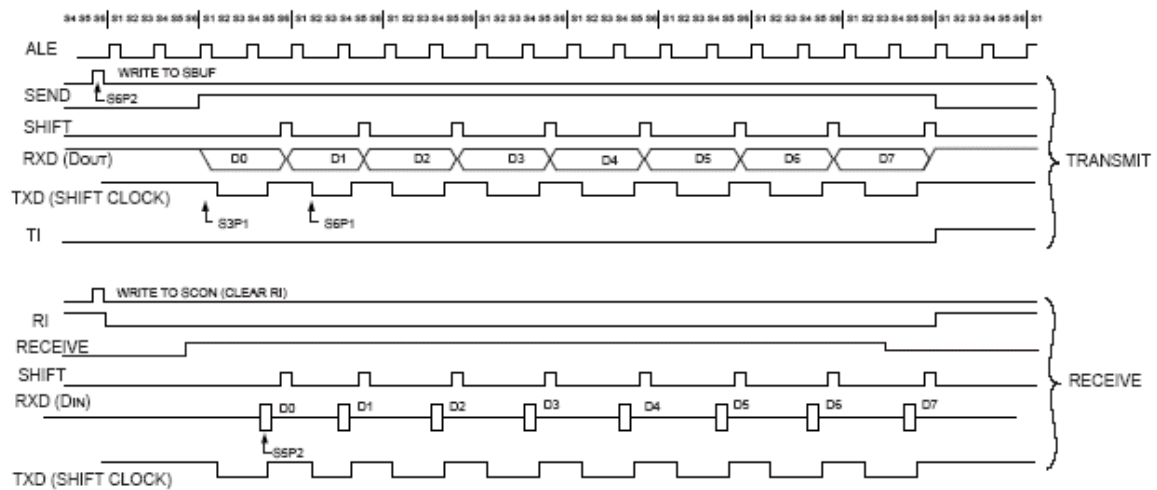 S4 S5 S6 S1 S2 S3 S4 S5 S6 S1 S2 S3 S4 S5 S6 S1 S2 S3 S4 S5 S6 S1 S2 S3 S4 S5 S6 S1 S2 S3 S4 S5 S6 S1 S2 S3 S4 S5 S6 S1 S2 S3 S4 S5 S6 S1 S2 S3 S4 S5 S6 S1 S2 S3 S4 S5 S6 S1 S2 S3 S4 S5 S6 S1
ALE
WRITE TO SBUF
SEND
S6P2
SHIFT
RXD (DOUT) D0 D1 D2 D3 D4 D5 D6 D7
TRANSMIT
TXD (SHIFT CLOCK)
S3P1 S6P1
TI
WRITE TO SCON (CLEAR RI)
RI
RECEIVE
SHIFT
RECEIVE
RXD (DIN) D0 D1 D2 D3 D4 D5 D6 D7
S5P2
TXD (SHIFT CLOCK)